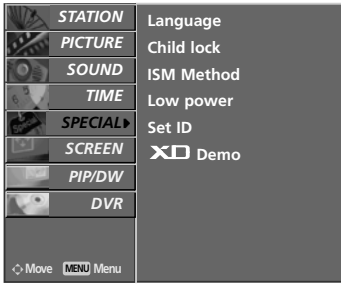 STATION
PICTURE
SOUND
TIME
SPECIAL
SCREEN
PIP/DW
DVR
Move MENU Menu
Language
Child lock
ISM Method
Low power
Set ID
XD Demo